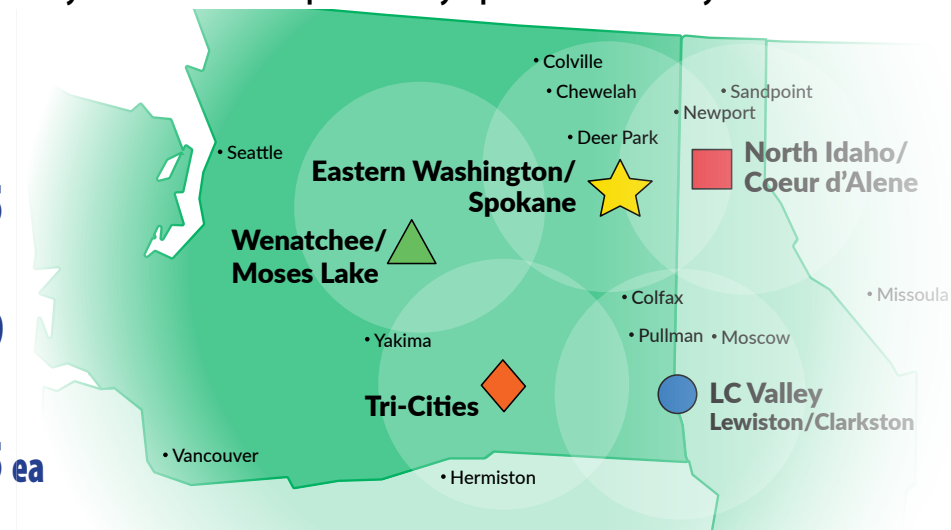 Colville
Chewelah
Sandpoint
Newport
Deer Park
Seattle
North Idaho/
Coeur d'Alene
Eastern Washington/
Spokane
Wenatchee/
Moses Lake
Colfax
Missoula
Yakima
Pullman
Moscow
Tri-Cities
LC Valley
Lewiston/Clarkston
Vancouver
ea
Hermiston